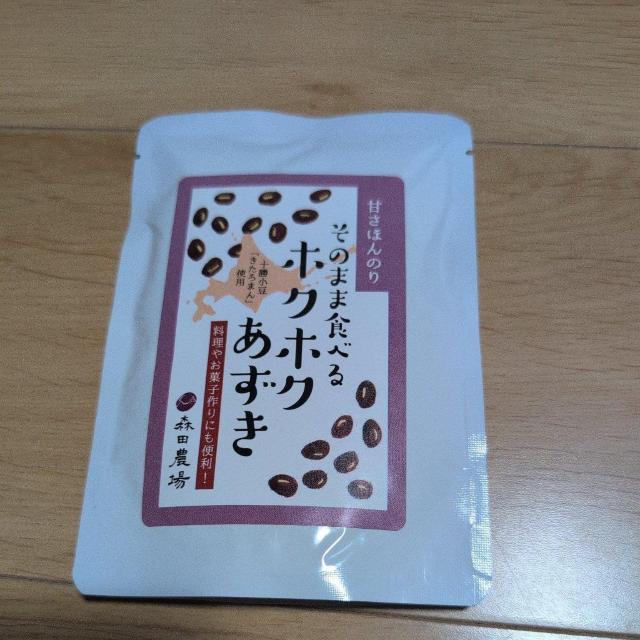 甘さほんのり
そのまま食べる
ホクホク
あずき
十勝小豆
「きたろまん」
使用
料理やお菓子作りにも便利!
森田農場